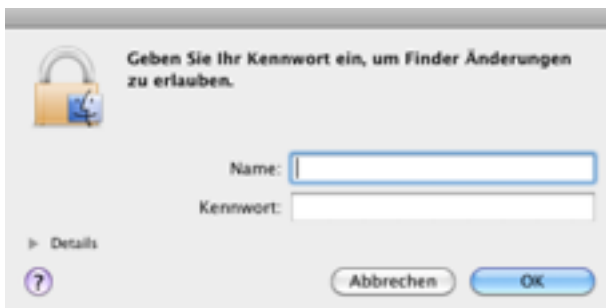 Geben Sie Ihr Kennwort ein, um Finder Änderungen
zu erlauben.
Name:
Kennwort:
Details
?
Abbrechen
OK